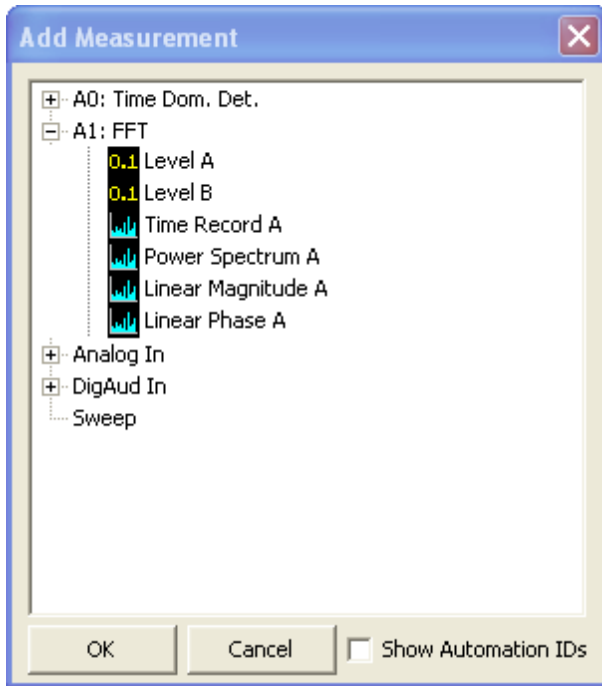 Add Measurement
A0: Time Dom. Det.
A1: FFT
0.1 Level A
0.1 Level B
Time Record A
Power Spectrum A
Linear Magnitude A
Linear Phase A
Analog In
DigAud In
Sweep
OK Cancel Show Automation IDs